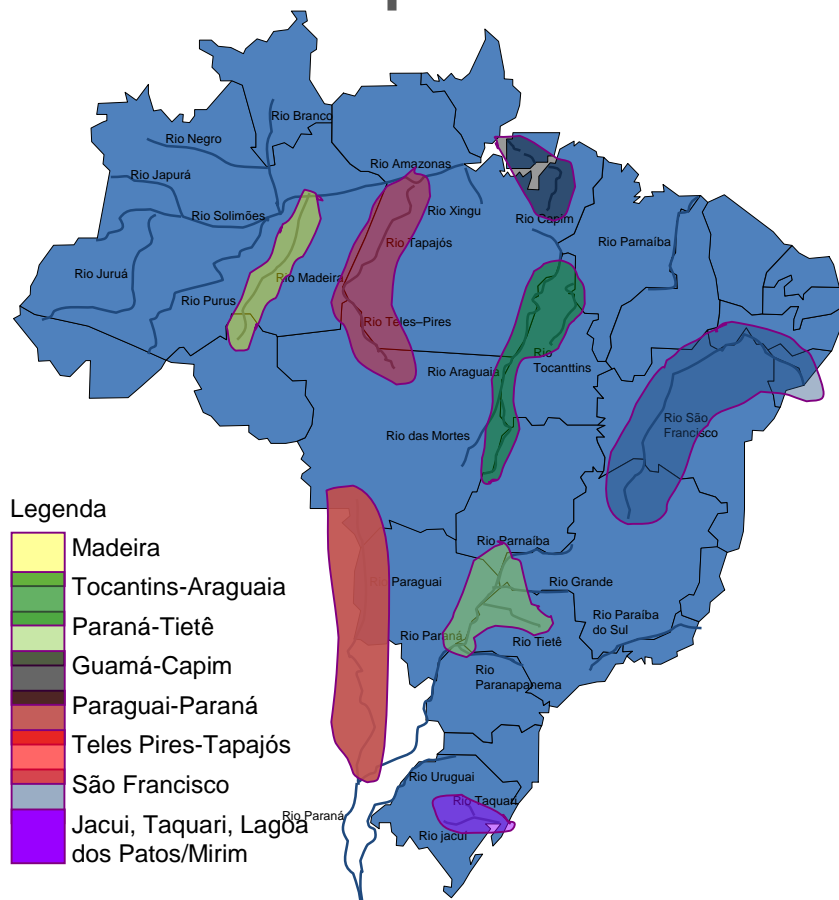 Rio Branco
Rio Negro
Rio Amazonas
Rio Japurá
Rio Xingu
Rio Solimões
Rio Capim
Rio Tapajós
Rio Parnaíba
Rio Juruá
Rio Madeira
Rio Purus
Rio Teles–Pires
Rio
Tocanttins
Rio Araguaia
Rio São
Francisco
Rio das Mortes
Legenda
Madeira
Tocantins-Araguaia
Paraná-Tietê
Guamá-Capim
Paraguai-Paraná
Teles Pires-Tapajós
São Francisco
Jacui, Taquari, Lagoa
dos Patos/Mirim
Rio Parnaíba
Rio Paraguai
Rio Grande
Rio Paraíba
do Sul
Rio Paraná
Rio Tietê
Rio
Paranapanema
Rio Uruguai
Rio Taquari
Rio Paraná
Rio jacuí